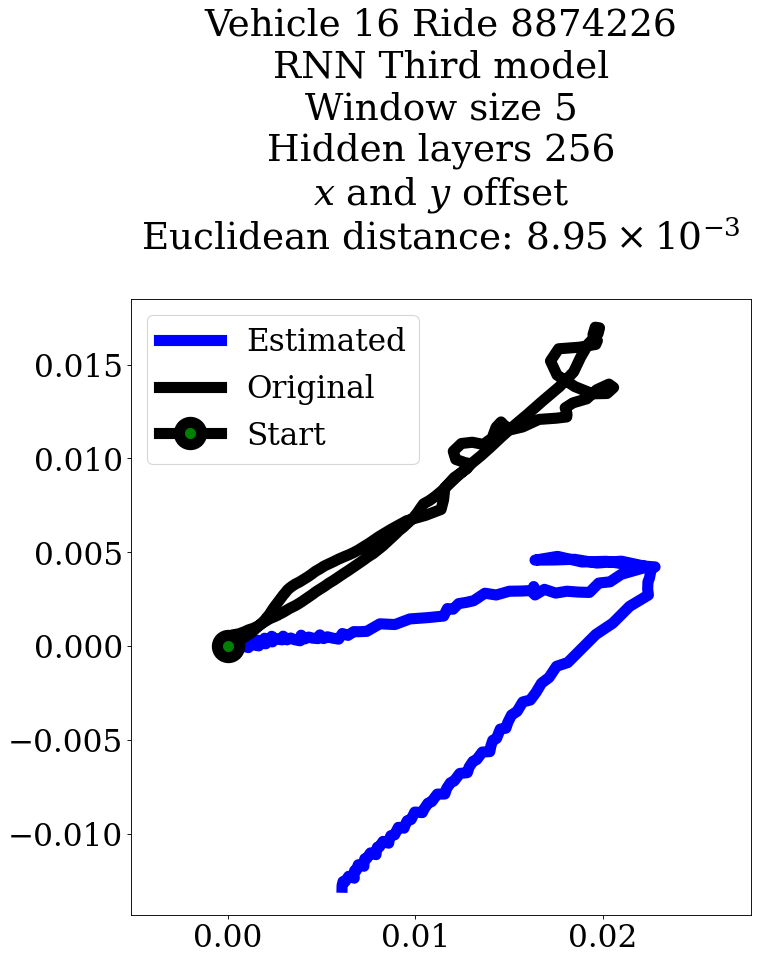 Vehicle 16 Ride 8874226
RNN Third model
Window size 5
Hidden layers 256
x and y offset
Euclidean distance: 8.95 × 10⁻³
Estimated
Original
Start
0.015
0.010
0.005
0.000
−0.005
−0.010
0.00 0.01 0.02